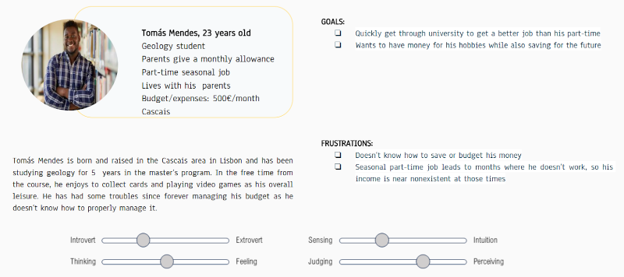 Tomás Mendes, 23 years old
Geology student
Parents give a monthly allowance
Part-time seasonal job
Lives with his parents
Budget/expenses: 500€/month
Cascais
GOALS:
Quickly get through university to get a better job than his part-time
Wants to have money for his hobbies while also saving for the future
Tomás Mendes is born and raised in the Cascais area in Lisbon and has been
studying geology for 5 years in the master's program. In the free time from
the course, he enjoys to collect cards and playing video games as his overall
leisure. He has had some troubles since forever managing his budget as he
doesn't know how to properly manage it.
FRUSTRATIONS:
Doesn't know how to save or budget his money
Seasonal part-time job leads to months where he doesn't work, so his
income is near nonexistent at those times
Introvert Extrovert
Thinking Feeling
Sensing Intuition
Judging Perceiving